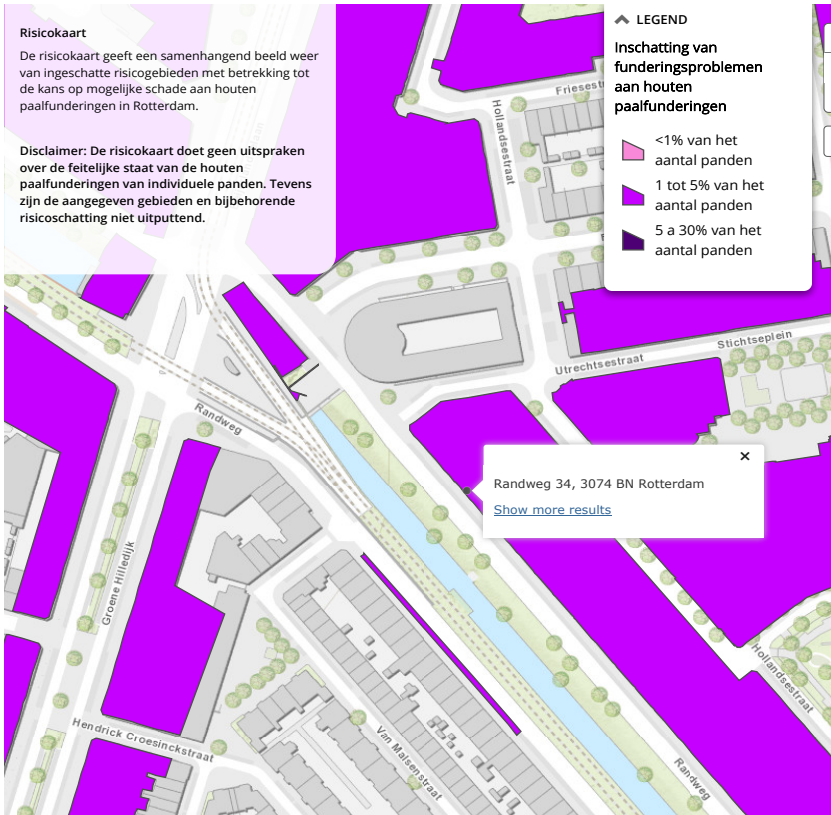 Risicokaart
De risicokaart geeft een samenhangend beeld weer
van ingeschatte risicogebieden met betrekking tot
de kans op mogelijke schade aan houten
paalfunderingen in Rotterdam.
Disclaimer: De risicokaart doet geen uitspraken
over de feitelijke staat van de houten
paalfunderingen van individuele panden. Tevens
zijn de aangegeven gebieden en bijbehorende
risicoschatting niet uitputtend.
LEGEND
Inschatting van
funderingsproblemen
aan houten
paalfunderingen
<1% van het
aantal panden
1 tot 5% van het
aantal panden
5 a 30% van het
aantal panden
Hollandsestraat
Utrechtsestraat
Stichtseplein
Randweg
Randweg 34, 3074 BN Rotterdam
Show more results
Groene Hilledijk
Hendrick Croesinckstraat
Van Malsenstraat
Hollandsestraat
Randweg